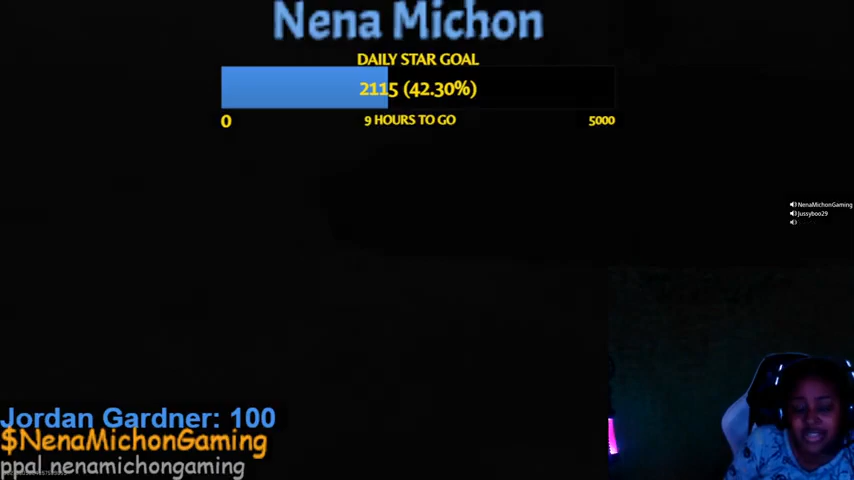 Nena Michon
DAILY STAR GOAL
2115 (42.30%)
0
9 HOURS TO GO
5000
NenaMichonGaming
Jussyboo29
Jordan Gardner: 100
$NenaMichonGaming
ppal nenamichongaming